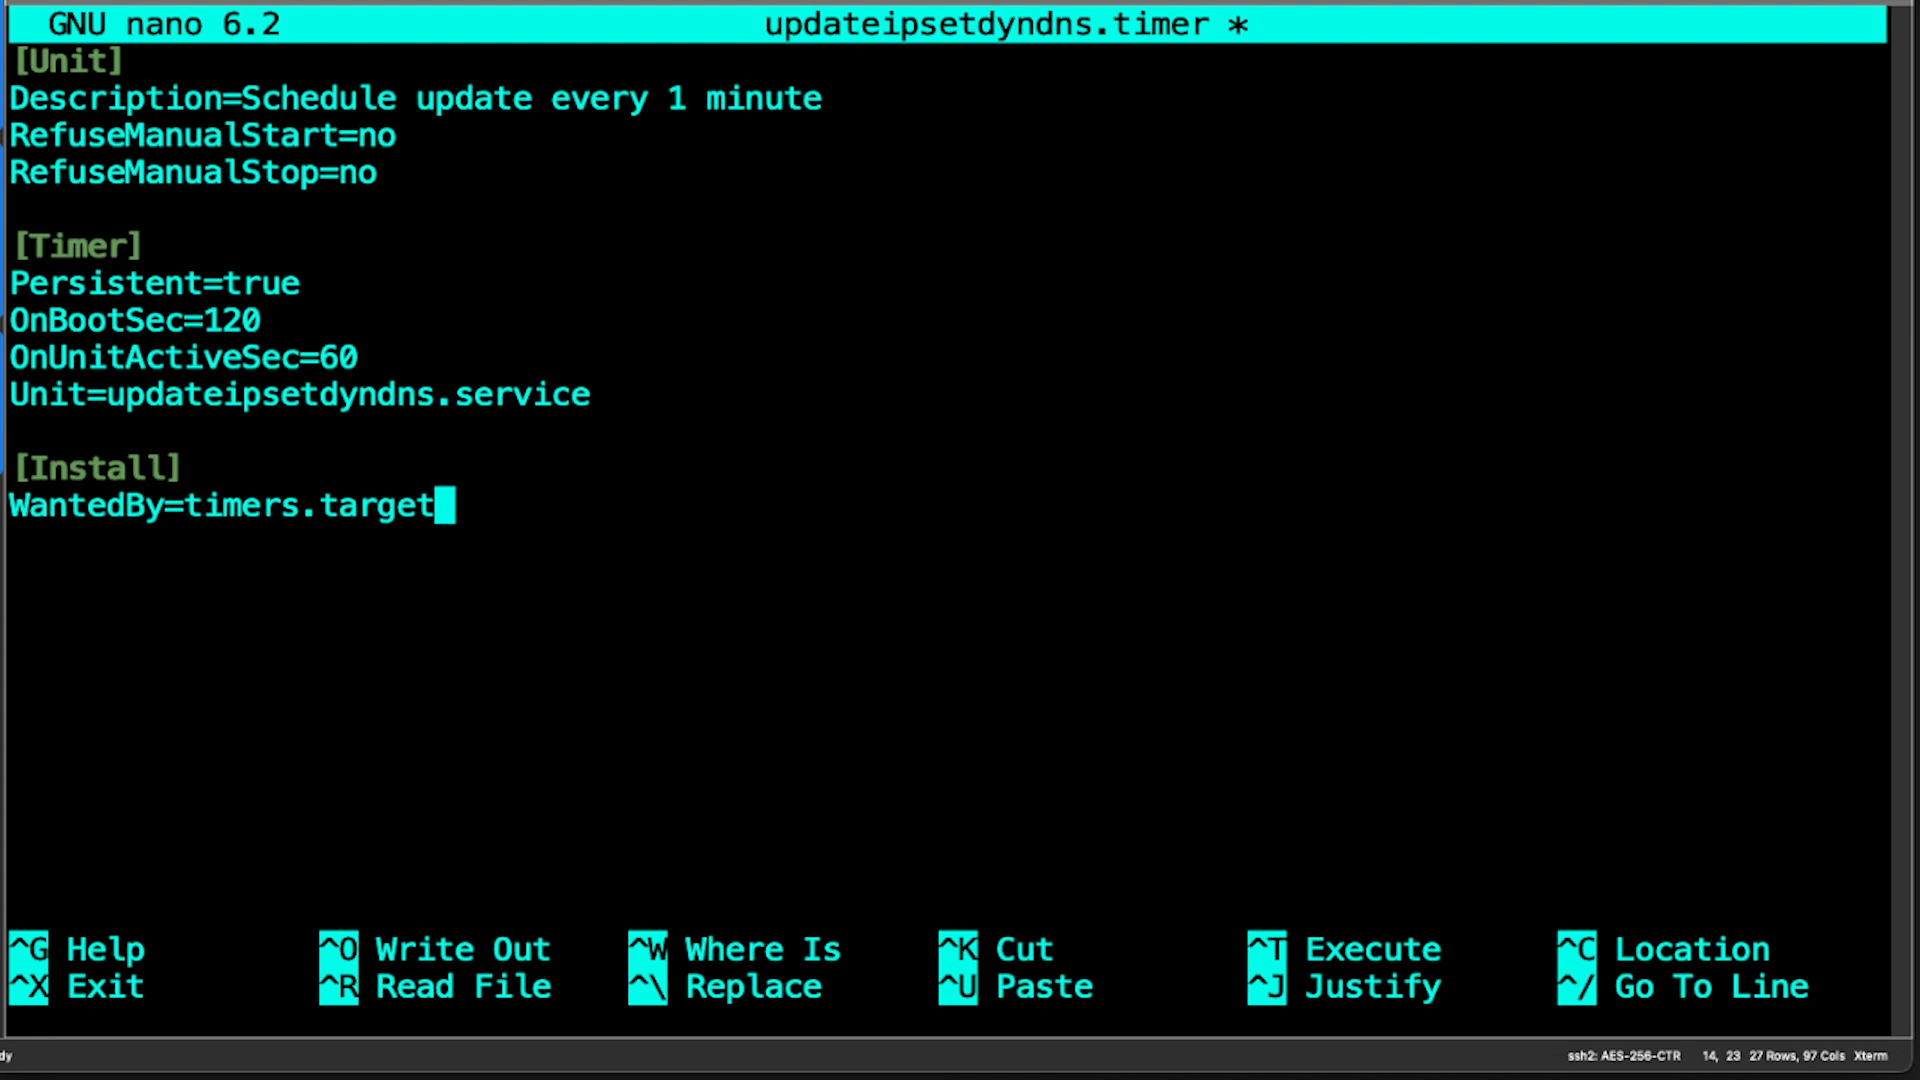 GNU nano 6.2 updateipsetdyndns.timer *
[Unit]
Description=Schedule update every 1 minute
RefuseManualStart=no
RefuseManualStop=no
[Timer]
Persistent=true
OnBootSec=120
OnUnitActiveSec=60
Unit=updateipsetdyndns.service
[Install]
WantedBy=timers.target
^G Help ^O Write Out ^W Where Is ^K Cut ^T Execute ^C Location
^X Exit ^R Read File ^\ Replace ^U Paste ^J Justify ^/ Go To Line
dy ssh2: AES-256-CTR 14, 23 27 Rows, 97 Cols Xterm